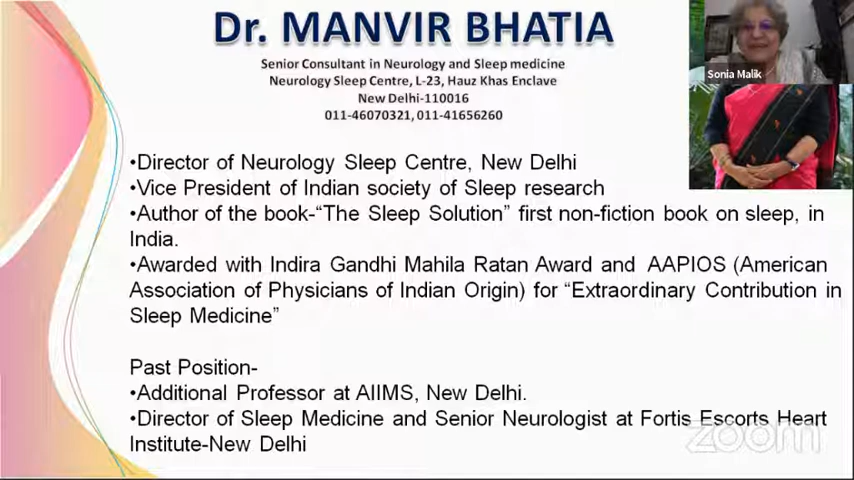 Dr. MANVIR BHATIA
Senior Consultant in Neurology and Sleep medicine
Neurology Sleep Centre, L-23, Hauz Khas Enclave
New Delhi-110016
011-46070321, 011-41656260
Sonia Malik
•Director of Neurology Sleep Centre, New Delhi
•Vice President of Indian society of Sleep research
•Author of the book-“The Sleep Solution” first non-fiction book on sleep, in
India.
•Awarded with Indira Gandhi Mahila Ratan Award and AAPIOS (American
Association of Physicians of Indian Origin) for “Extraordinary Contribution in
Sleep Medicine”
Past Position-
•Additional Professor at AIIMS, New Delhi.
•Director of Sleep Medicine and Senior Neurologist at Fortis Escorts Heart
Institute-New Delhi
zoom